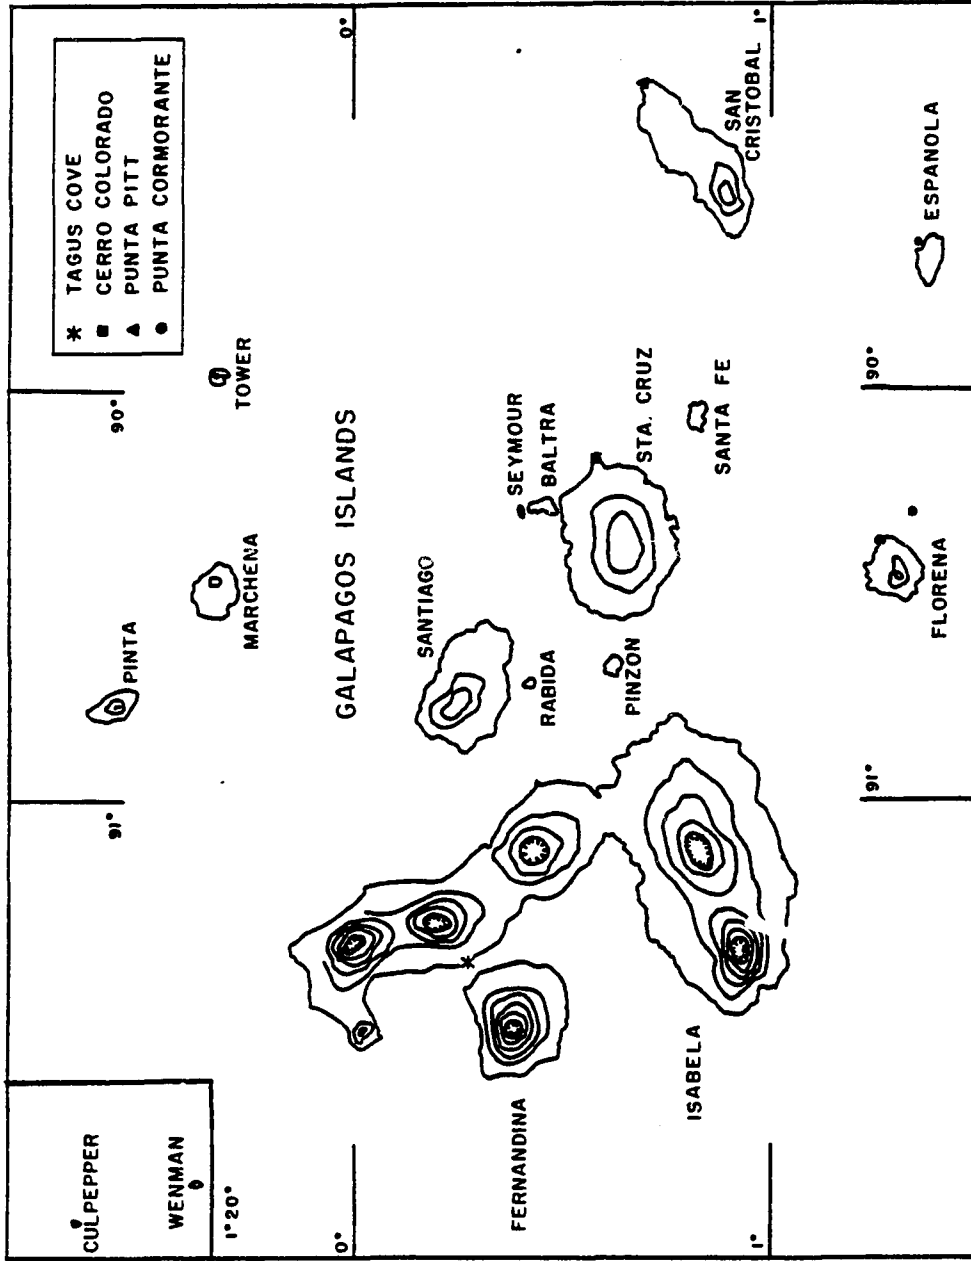 CULPEPPER
WENMAN
1°20°
91°
90°
PINTA
MARCHENA
TOWER
* TAGUS COVE
■ CERRO COLORADO
▲ PUNTA PITT
● PUNTA CORMORANTE
0°
0°
GALAPAGOS ISLANDS
SANTIAGO
RABIDA
SEYMOUR
BALTRA
FERNANDINA
PINZON
STA. CRUZ
SANTA FE
ISABELA
SAN
CRISTOBAL
1°
1°
91°
90°
FLORENA
ESPANOLA